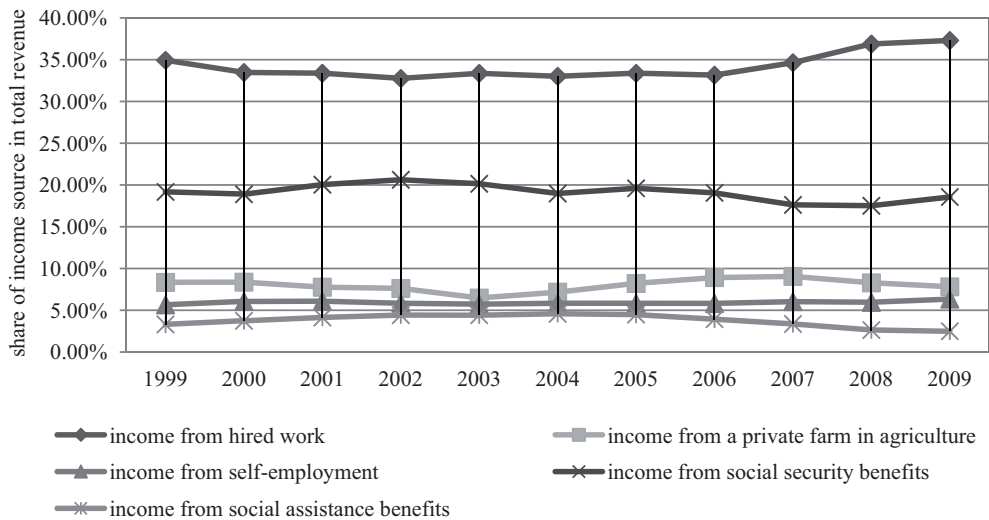 share of income source in total revenue
40.00%
35.00%
30.00%
25.00%
20.00%
15.00%
10.00%
5.00%
0.00%
1999 2000 2001 2002 2003 2004 2005 2006 2007 2008 2009
income from hired work
income from a private farm in agriculture
income from self-employment
income from social security benefits
income from social assistance benefits